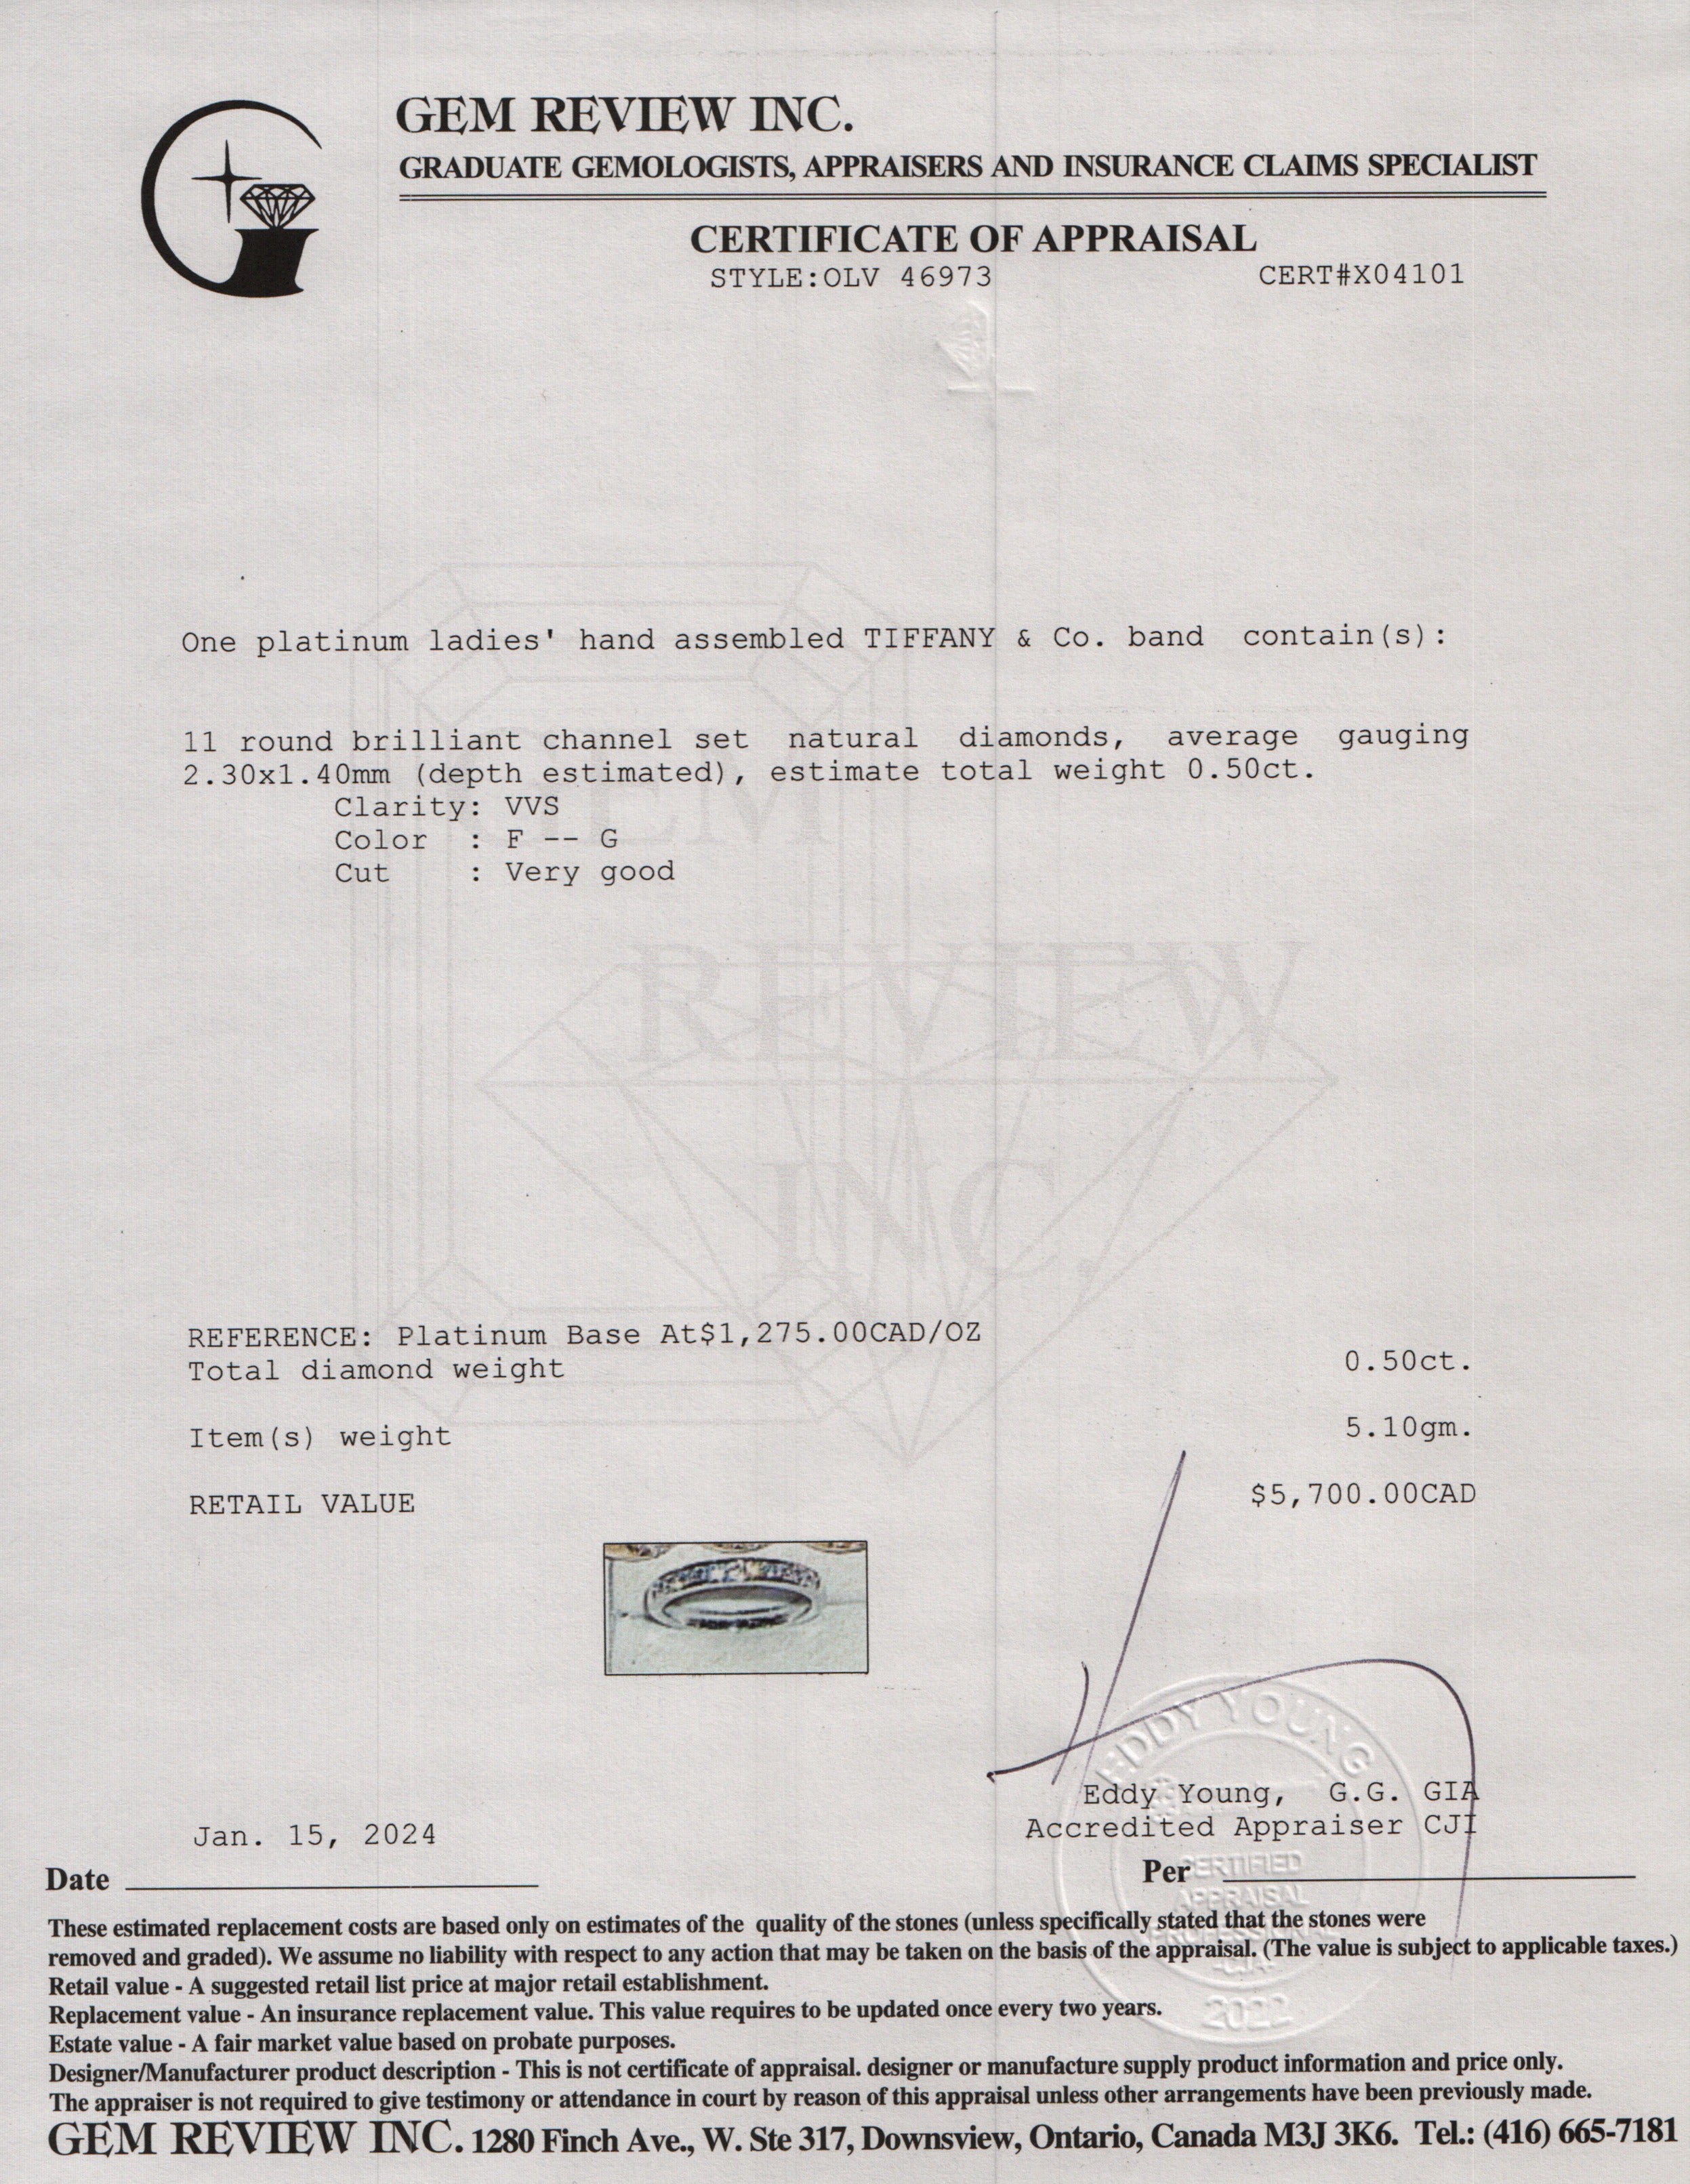 GEM REVIEW INC.
GRADUATE GEMOLOGISTS, APPRAISERS AND INSURANCE CLAIMS SPECIALIST
CERTIFICATE OF APPRAISAL
STYLE:OLV 46973 CERT#X04101
One platinum ladies' hand assembled TIFFANY & Co. band contain(s):
11 round brilliant channel set natural diamonds, average gauging
2.30x1.40mm (depth estimated), estimate total weight 0.50ct.
Clarity: VVS
Color : F -- G
Cut : Very good
GEM
REVIEW
INC.
REFERENCE: Platinum Base At$1,275.00CAD/OZ
Total diamond weight 0.50ct.
Item(s) weight 5.10gm.
RETAIL VALUE $5,700.00CAD
EDDY YOUNG
Eddy Young, G.G. GIA
Accredited Appraiser CJI
Jan. 15, 2024
Date
Per
CERTIFIED
APPRAISAL
PROFESSIONAL
2022
These estimated replacement costs are based only on estimates of the quality of the stones (unless specifically stated that the stones were
removed and graded). We assume no liability with respect to any action that may be taken on the basis of the appraisal. (The value is subject to applicable taxes.)
Retail value - A suggested retail list price at major retail establishment.
Replacement value - An insurance replacement value. This value requires to be updated once every two years.
Estate value - A fair market value based on probate purposes.
Designer/Manufacturer product description - This is not certificate of appraisal. designer or manufacture supply product information and price only.
The appraiser is not required to give testimony or attendance in court by reason of this appraisal unless other arrangements have been previously made.
GEM REVIEW INC. 1280 Finch Ave., W. Ste 317, Downsview, Ontario, Canada M3J 3K6. Tel.: (416) 665-7181